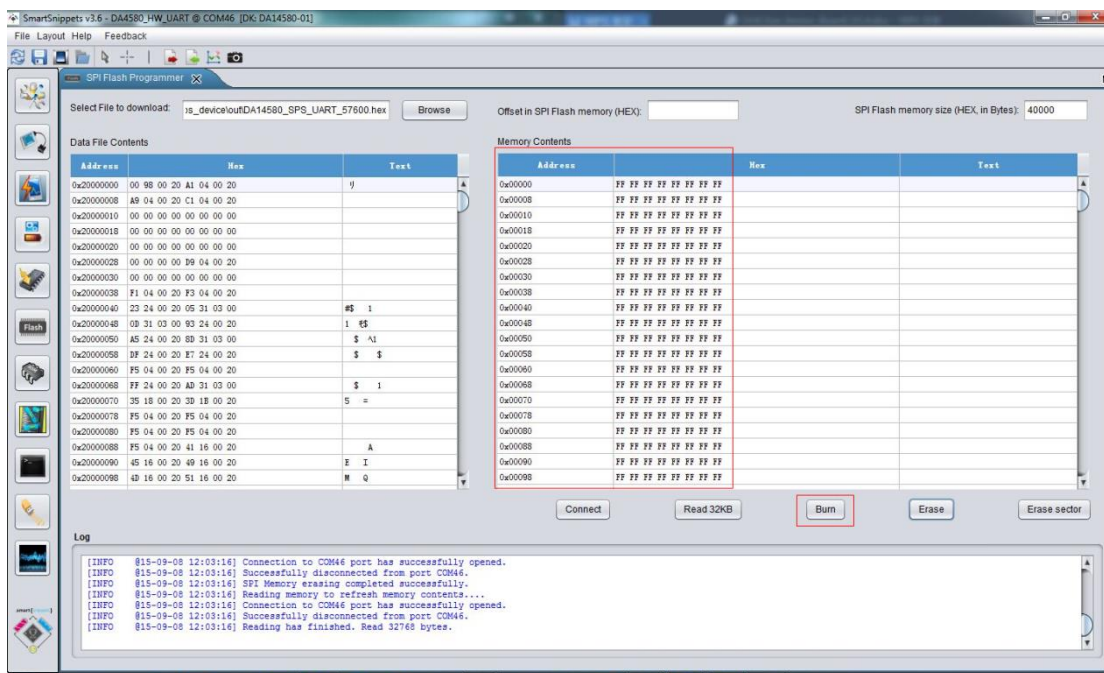 SmartSnippets v3.6 - DA4580_HW_UART @ COM46 [DK: DA14580-01]
File Layout Help Feedback
SPI Flash Programmer
Select File to download: ɔs_device\out\DA14580_SPS_UART_57600.hex Browse Offset in SPI Flash memory (HEX): SPI Flash memory size (HEX, in Bytes): 40000
Data File Contents Memory Contents
Address Hex Text Address Hex Text
0x20000000 00 98 00 20 A1 04 00 20 ﾘ 0x00000 FF FF FF FF FF FF FF FF
0x20000008 A9 04 00 20 C1 04 00 20 0x00008 FF FF FF FF FF FF FF FF
0x20000010 00 00 00 00 00 00 00 00 0x00010 FF FF FF FF FF FF FF FF
0x20000018 00 00 00 00 00 00 00 00 0x00018 FF FF FF FF FF FF FF FF
0x20000020 00 00 00 00 00 00 00 00 0x00020 FF FF FF FF FF FF FF FF
0x20000028 00 00 00 00 D9 04 00 20 0x00028 FF FF FF FF FF FF FF FF
0x20000030 00 00 00 00 00 00 00 00 0x00030 FF FF FF FF FF FF FF FF
0x20000038 F1 04 00 20 F3 04 00 20 0x00038 FF FF FF FF FF FF FF FF
0x20000040 23 24 00 20 05 31 03 00 #$ 1 0x00040 FF FF FF FF FF FF FF FF
0x20000048 0D 31 03 00 93 24 00 20 1 $ 0x00048 FF FF FF FF FF FF FF FF
0x20000050 A5 24 00 20 8D 31 03 00 $ 1 0x00050 FF FF FF FF FF FF FF FF
0x20000058 DF 24 00 20 E7 24 00 20 $ $ 0x00058 FF FF FF FF FF FF FF FF
0x20000060 F5 04 00 20 F5 04 00 20 0x00060 FF FF FF FF FF FF FF FF
0x20000068 FF 24 00 20 AD 31 03 00 $ 1 0x00068 FF FF FF FF FF FF FF FF
0x20000070 35 18 00 20 3D 1B 00 20 5 = 0x00070 FF FF FF FF FF FF FF FF
0x20000078 F5 04 00 20 F5 04 00 20 0x00078 FF FF FF FF FF FF FF FF
0x20000080 F5 04 00 20 F5 04 00 20 0x00080 FF FF FF FF FF FF FF FF
0x20000088 F5 04 00 20 41 16 00 20 A 0x00088 FF FF FF FF FF FF FF FF
0x20000090 45 16 00 20 49 16 00 20 E I 0x00090 FF FF FF FF FF FF FF FF
0x20000098 4D 16 00 20 51 16 00 20 M Q 0x00098 FF FF FF FF FF FF FF FF
Flash
Connect Read 32KB Burn Erase Erase sector
Log
[INFO @15-09-08 12:03:16] Connection to COM46 port has successfully opened.
[INFO @15-09-08 12:03:16] Successfully disconnected from port COM46.
[INFO @15-09-08 12:03:16] SPI Memory erasing completed successfully.
[INFO @15-09-08 12:03:16] Reading memory to refresh memory contents....
[INFO @15-09-08 12:03:16] Connection to COM46 port has successfully opened.
[INFO @15-09-08 12:03:16] Successfully disconnected from port COM46.
[INFO @15-09-08 12:03:16] Reading has finished. Read 32768 bytes.